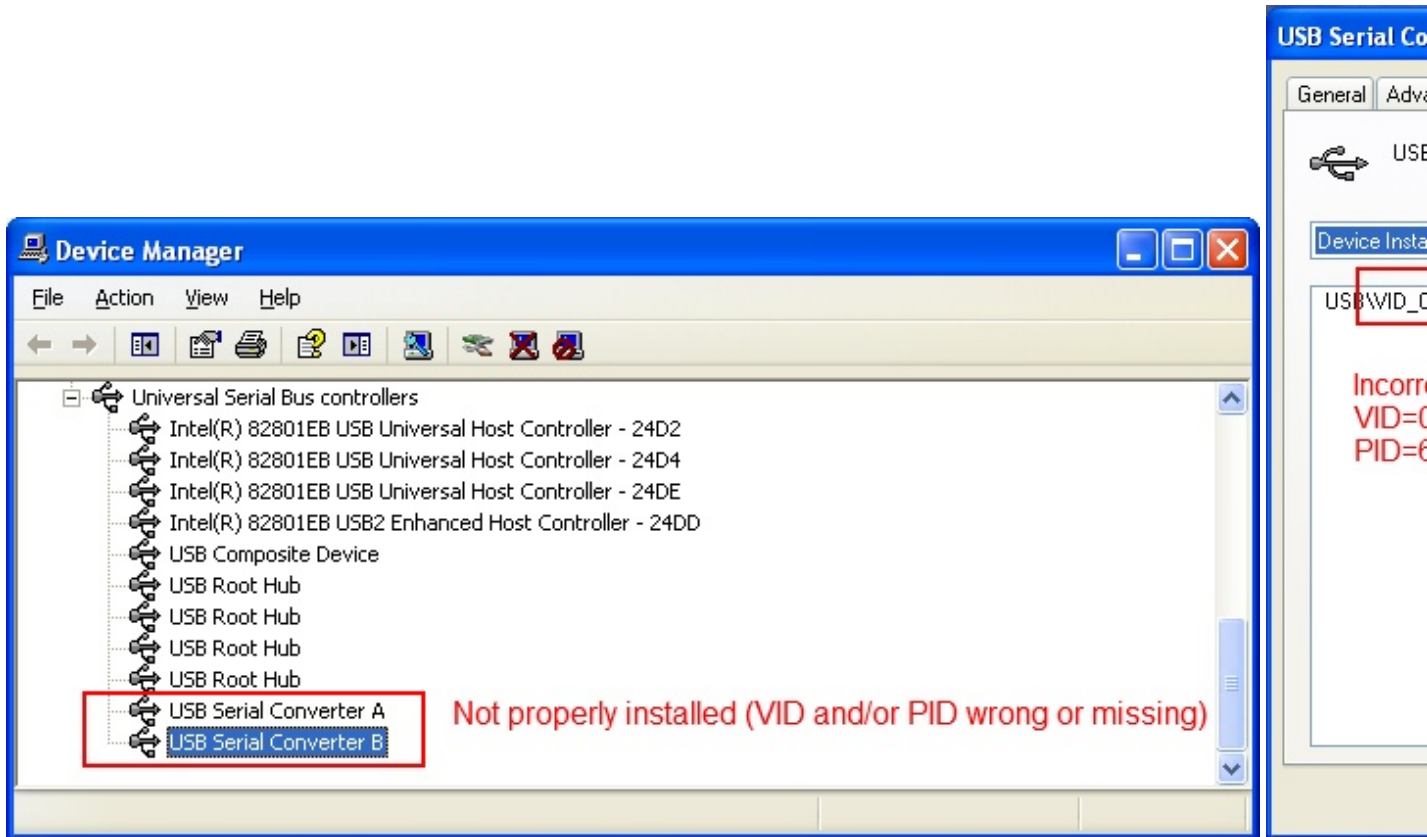 Device Manager
File Action View Help
Universal Serial Bus controllers
Intel(R) 82801EB USB Universal Host Controller - 24D2
Intel(R) 82801EB USB Universal Host Controller - 24D4
Intel(R) 82801EB USB Universal Host Controller - 24DE
Intel(R) 82801EB USB2 Enhanced Host Controller - 24DD
USB Composite Device
USB Root Hub
USB Root Hub
USB Root Hub
USB Root Hub
USB Serial Converter A
USB Serial Converter B
Not properly installed (VID and/or PID wrong or missing)
USB Serial Co
General Adva
USB
Device Insta
USB\VID_0
Incorre
VID=0
PID=6